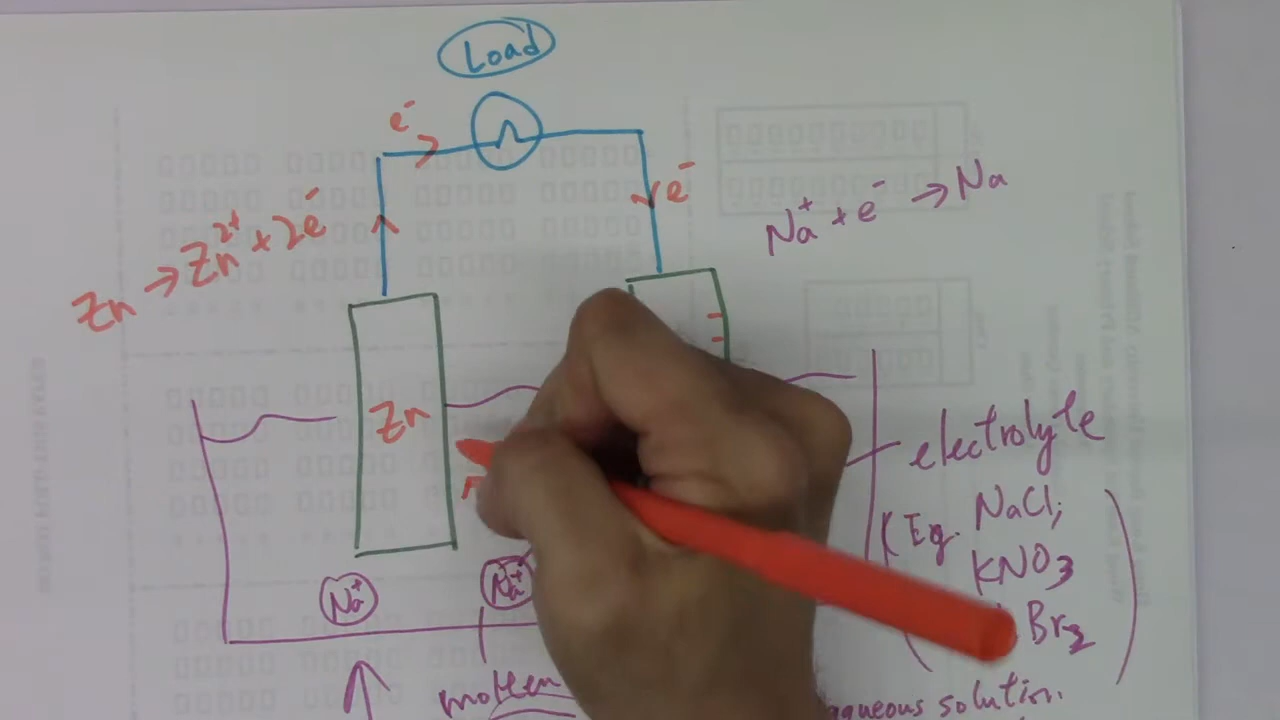 Load
e⁻
e⁻
Na⁺ + e⁻ → Na
Zn → Zn²⁺ + 2e⁻
Zn
electrolyte
(Eg. NaCl;
KNO3
Br2)
Na⁺
Na⁺
molten
aqueous solution.